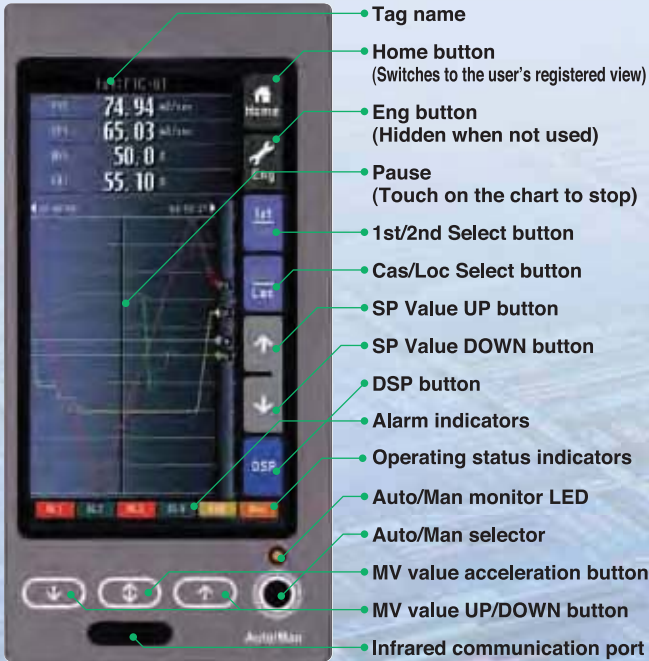 Tag name
Home button
(Switches to the user's registered view)
Eng button
(Hidden when not used)
Pause
(Touch on the chart to stop)
1st/2nd Select button
Cas/Loc Select button
SP Value UP button
SP Value DOWN button
DSP button
Alarm indicators
Operating status indicators
Auto/Man monitor LED
Auto/Man selector
MV value acceleration button
MV value UP/DOWN button
Infrared communication port
74.94
65.03
50.0
55.10
Home
Eng
1st
DSP
Auto/Man